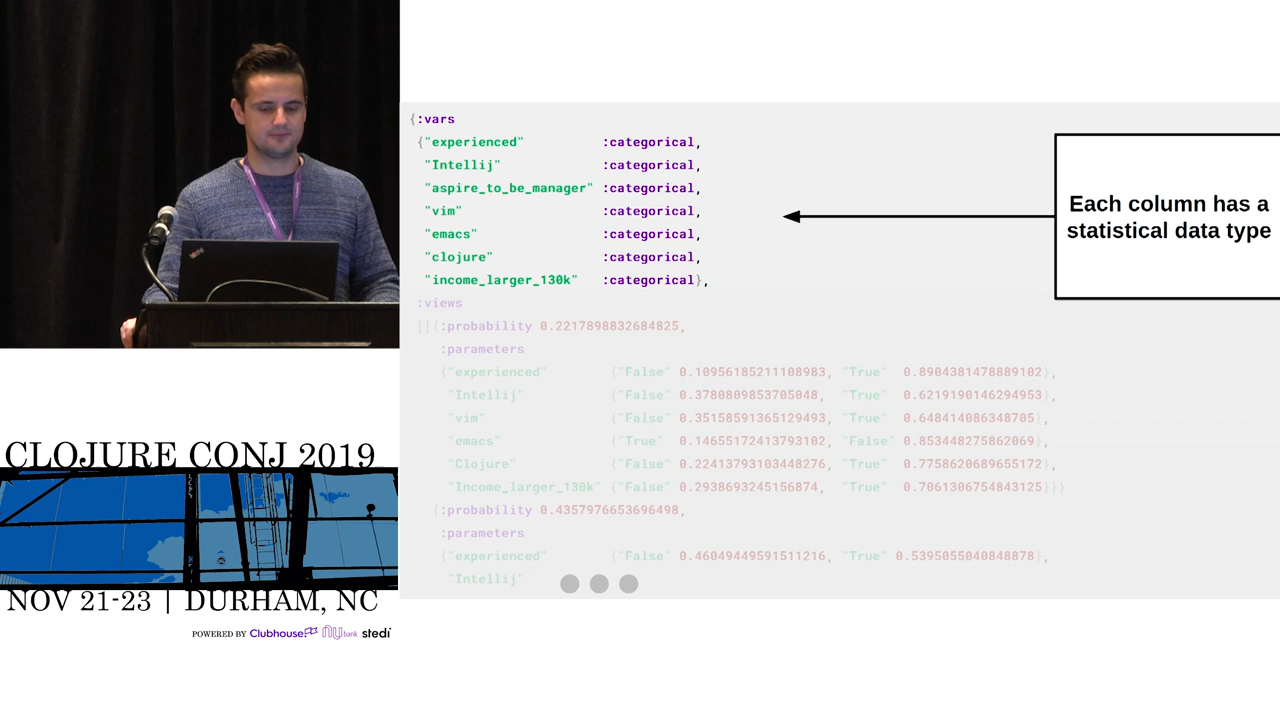 {:vars
{"experienced" :categorical,
"Intellij" :categorical,
"aspire_to_be_manager" :categorical,
"vim" :categorical,
"emacs" :categorical,
"clojure" :categorical,
"income_larger_130k" :categorical},
:views
[[{:probability 0.2217898832684825,
:parameters
{"experienced" {"False" 0.10956185211108983, "True" 0.8904381478889102},
"Intellij" {"False" 0.3780809853705048, "True" 0.6219190146294953},
"vim" {"False" 0.35158591365129493, "True" 0.648414086348705},
"emacs" {"True" 0.14655172413793102, "False" 0.853448275862069},
"Clojure" {"False" 0.22413793103448276, "True" 0.7758620689655172},
"Income_larger_130k" {"False" 0.2938693245156874, "True" 0.7061306754843125}}}
{:probability 0.4357976653696498,
:parameters
{"experienced" {"False" 0.46049449591511216, "True" 0.5395055040848878},
"Intellij"
Each column has a
statistical data type
CLOJURE CONJ 2019
NOV 21-23 | DURHAM, NC
POWERED BY Clubhouse nu bank stedi